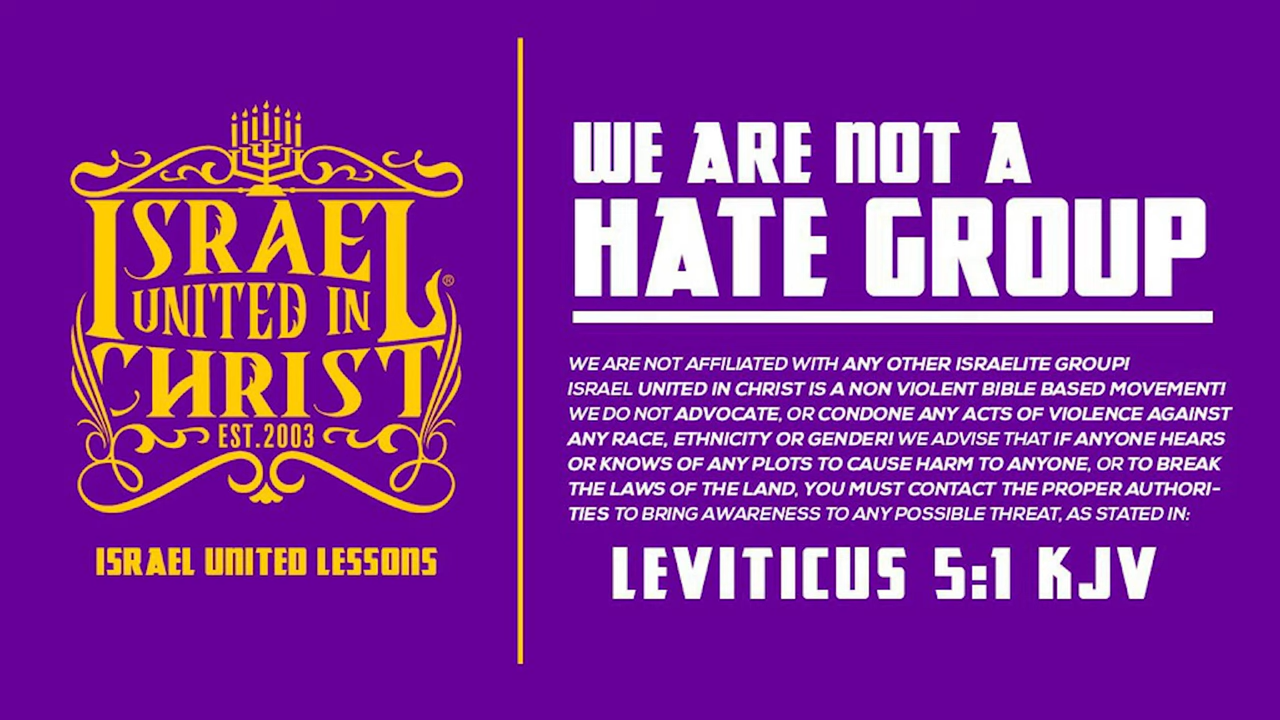 ISRAEL
UNITED IN
CHRIST
®
EST.2003
ISRAEL UNITED LESSONS
WE ARE NOT A
HATE GROUP
WE ARE NOT AFFILIATED WITH ANY OTHER ISRAELITE GROUP!
ISRAEL UNITED IN CHRIST IS A NON VIOLENT BIBLE BASED MOVEMENT!
WE DO NOT ADVOCATE, OR CONDONE ANY ACTS OF VIOLENCE AGAINST
ANY RACE, ETHNICITY OR GENDER! WE ADVISE THAT IF ANYONE HEARS
OR KNOWS OF ANY PLOTS TO CAUSE HARM TO ANYONE, OR TO BREAK
THE LAWS OF THE LAND, YOU MUST CONTACT THE PROPER AUTHORI-
TIES TO BRING AWARENESS TO ANY POSSIBLE THREAT, AS STATED IN:
LEVITICUS 5:1 KJV